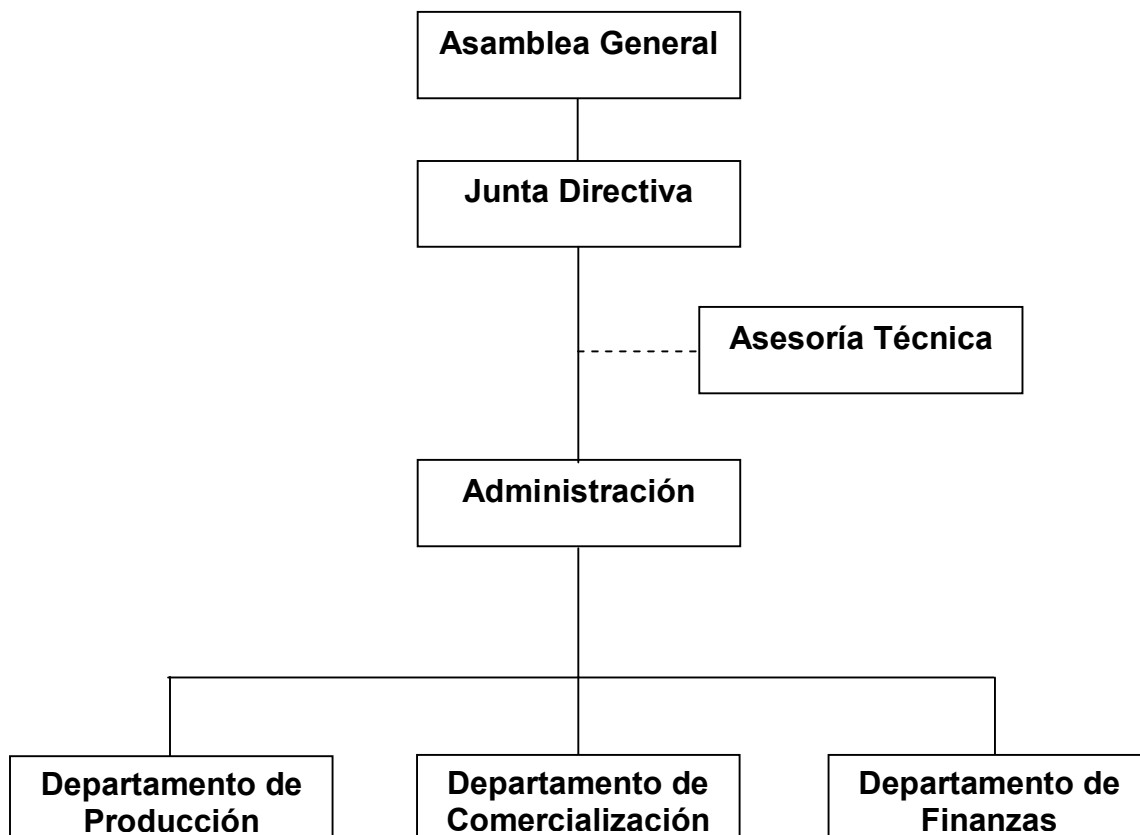 Asamblea General
Junta Directiva
Asesoría Técnica
Administración
Departamento de
Producción
Departamento de
Comercialización
Departamento de
Finanzas